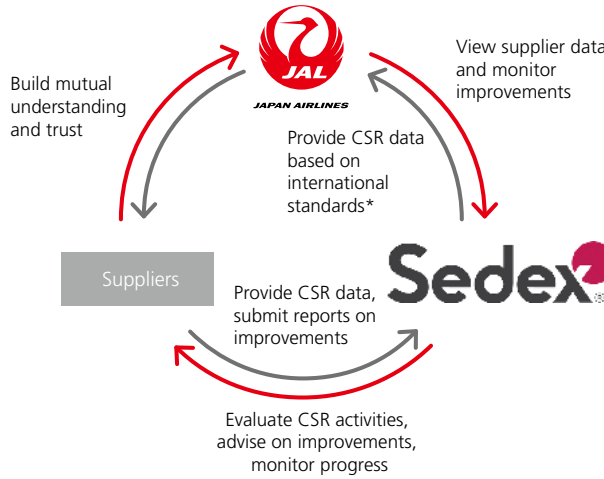 JAL
JAPAN AIRLINES
View supplier data
and monitor
improvements
Build mutual
understanding
and trust
Provide CSR data
based on
international
standards*
Suppliers
Sedex®
Provide CSR data,
submit reports on
improvements
Evaluate CSR activities,
advise on improvements,
monitor progress